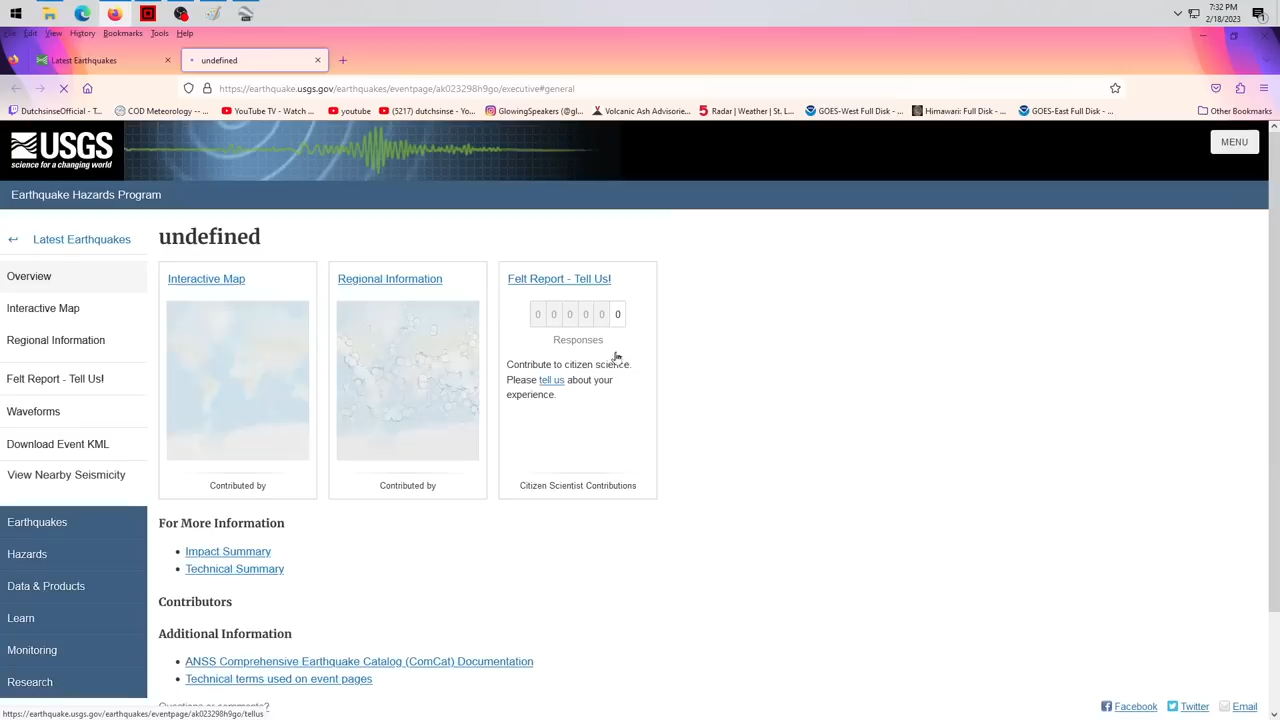 7:32 PM
2/18/2023
File Edit View History Bookmarks Tools Help
Latest Earthquakes
undefined
https://earthquake.usgs.gov/earthquakes/eventpage/ak023298h9go/executive#general
DutchsinseOfficial - T... COD Meteorology -- ... YouTube TV - Watch ... youtube (5217) dutchsinse - Yo... GlowingSpeakers (@gl... Volcanic Ash Advisorie... Radar | Weather | St. L... GOES-West Full Disk - ... Himawari: Full Disk - ... GOES-East Full Disk - ... Other Bookmarks
USGS
science for a changing world
MENU
Earthquake Hazards Program
Latest Earthquakes
Overview
Interactive Map
Regional Information
Felt Report - Tell Us!
Waveforms
Download Event KML
View Nearby Seismicity
Earthquakes
Hazards
Data & Products
Learn
Monitoring
Research
undefined
Interactive Map
Contributed by
Regional Information
Contributed by
Felt Report - Tell Us!
0 0 0 0 0 0
Responses
Contribute to citizen science.
Please tell us about your
experience.
Citizen Scientist Contributions
For More Information
• Impact Summary
• Technical Summary
Contributors
Additional Information
• ANSS Comprehensive Earthquake Catalog (ComCat) Documentation
• Technical terms used on event pages
Questions or comments?
Facebook Twitter Email
https://earthquake.usgs.gov/earthquakes/eventpage/ak023298h9go/tellus